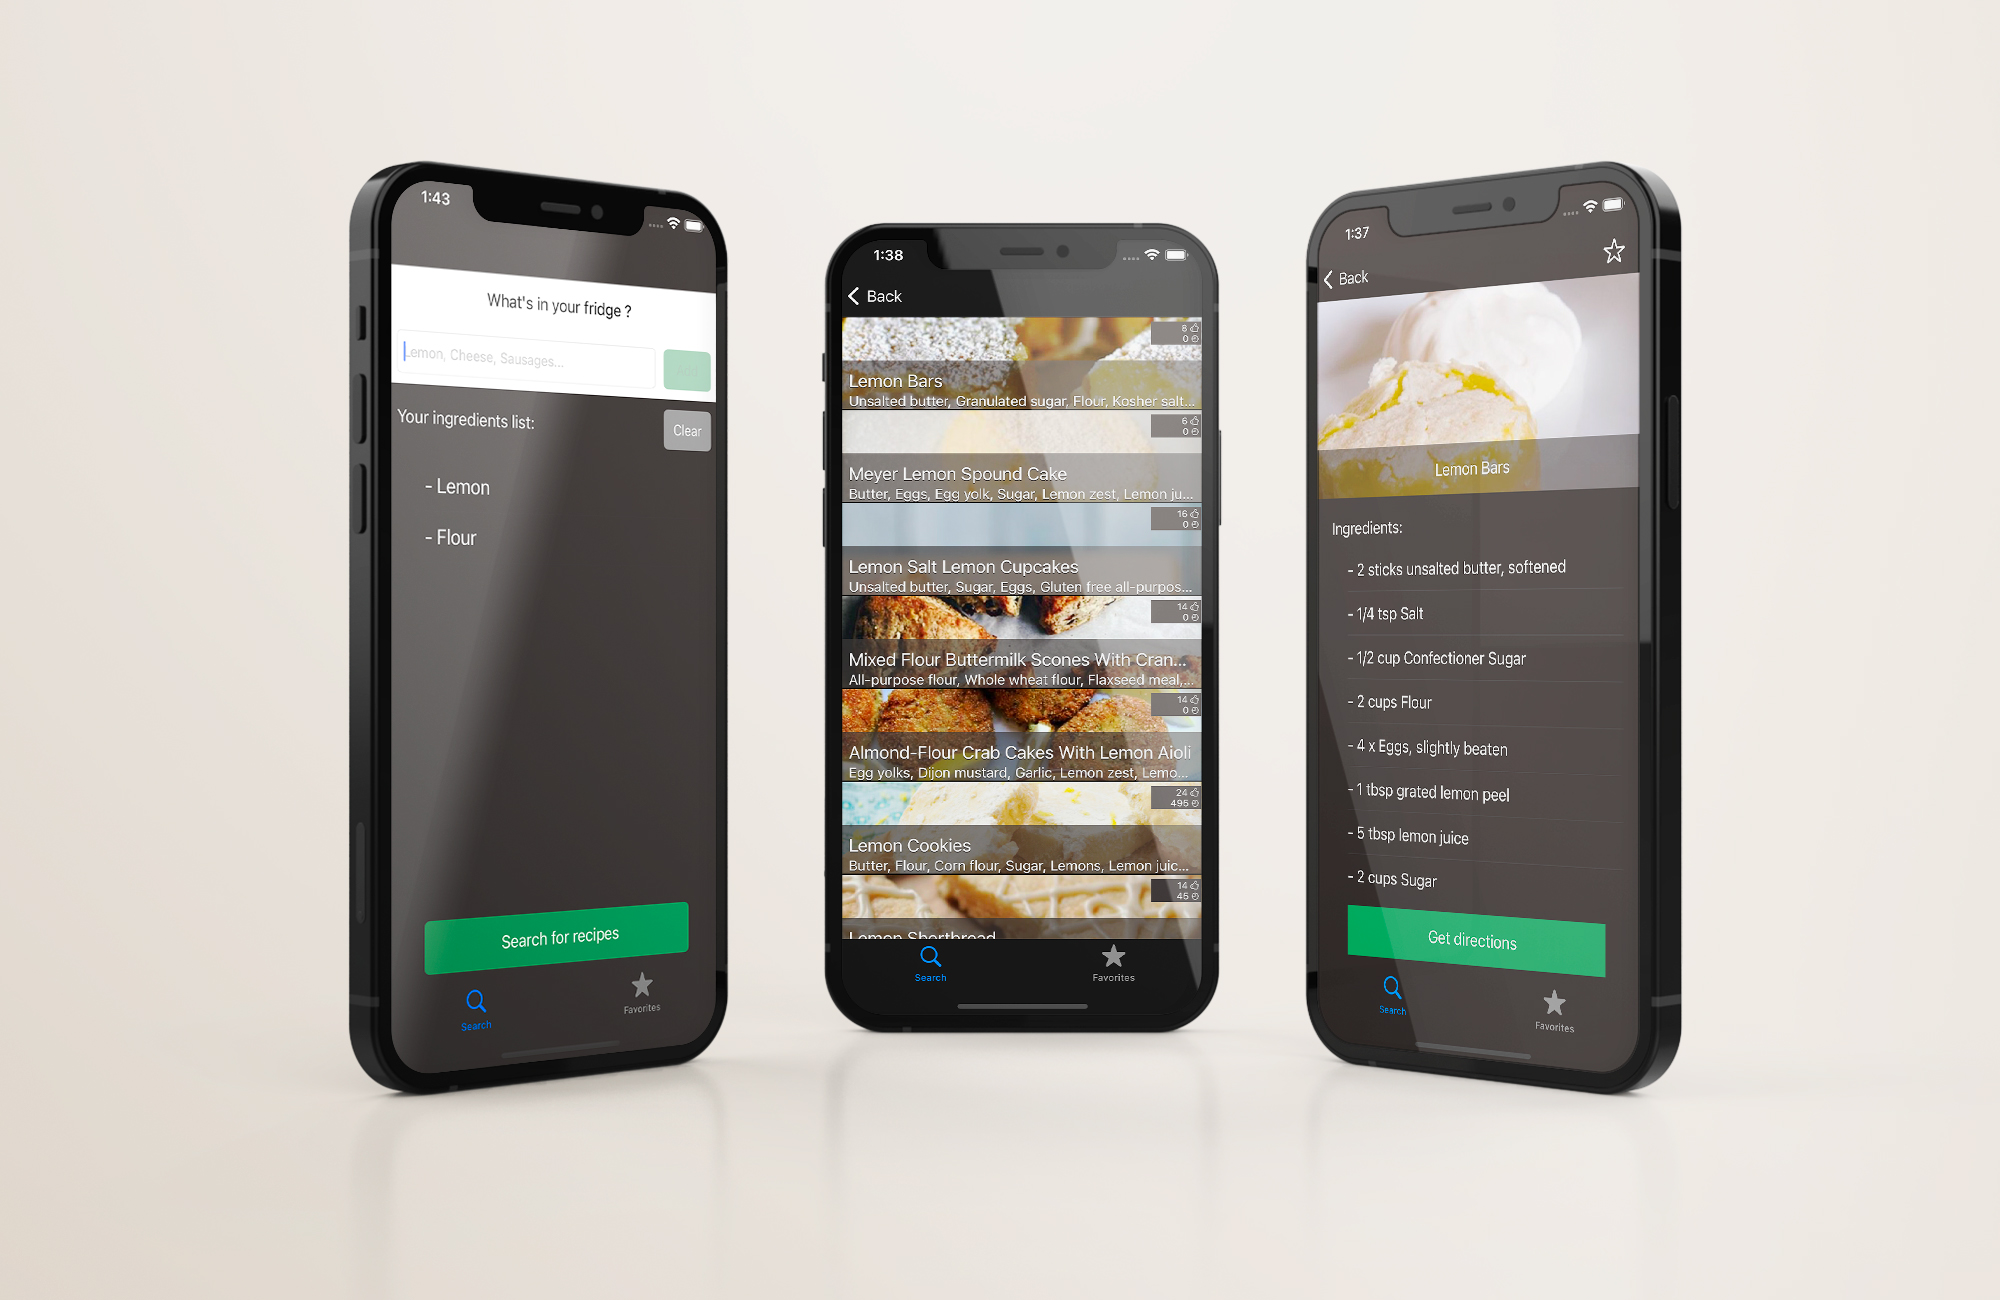 1:43
What's in your fridge ?
Lemon, Cheese, Sausages...
Your ingredients list:
Clear
- Lemon
- Flour
Search for recipes
Search
Favorites
1:38
Back
8
0
Lemon Bars
Unsalted butter, Granulated sugar, Flour, Kosher salt...
6
0
Meyer Lemon Spound Cake
Butter, Eggs, Egg yolk, Sugar, Lemon zest, Lemon ju...
16
0
Lemon Salt Lemon Cupcakes
Unsalted butter, Sugar, Eggs, Gluten free all-purpos...
14
0
Mixed Flour Buttermilk Scones With Cran...
All-purpose flour, Whole wheat flour, Flaxseed meal,...
14
0
Almond-Flour Crab Cakes With Lemon Aioli
Egg yolks, Dijon mustard, Garlic, Lemon zest, Lemo...
24
495
Lemon Cookies
Butter, Flour, Corn flour, Sugar, Lemons, Lemon juic...
14
45
Lemon Shortbread
Search
Favorites
1:37
Back
Lemon Bars
Ingredients:
- 2 sticks unsalted butter, softened
- 1/4 tsp Salt
- 1/2 cup Confectioner Sugar
- 2 cups Flour
- 4 x Eggs, slightly beaten
- 1 tbsp grated lemon peel
- 5 tbsp lemon juice
- 2 cups Sugar
Get directions
Search
Favorites